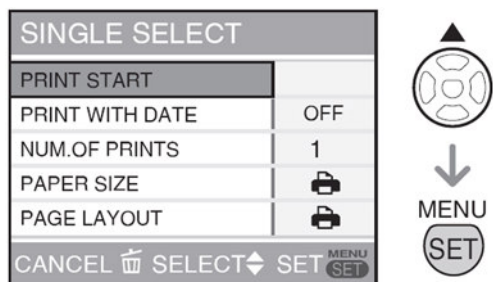 SINGLE SELECT
PRINT START
PRINT WITH DATE OFF
NUM.OF PRINTS 1
PAPER SIZE
PAGE LAYOUT
CANCEL SELECT SET MENU SET
MENU
SET